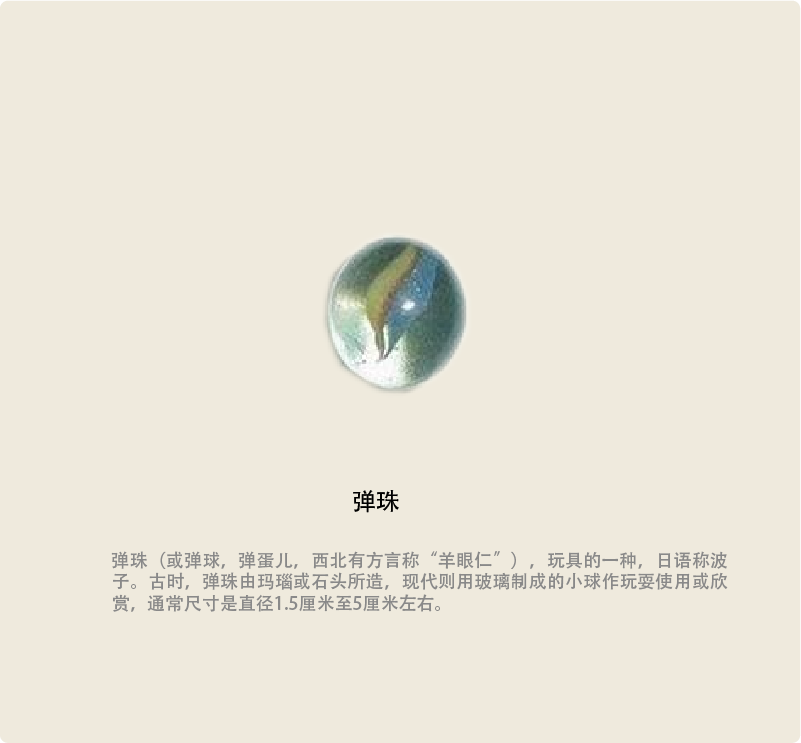 弹珠
弹珠（或弹球，弹蛋儿，西北有方言称“羊眼仁”），玩具的一种，日语称波
子。古时，弹珠由玛瑙或石头所造，现代则用玻璃制成的小球作玩耍使用或欣
赏，通常尺寸是直径1.5厘米至5厘米左右。